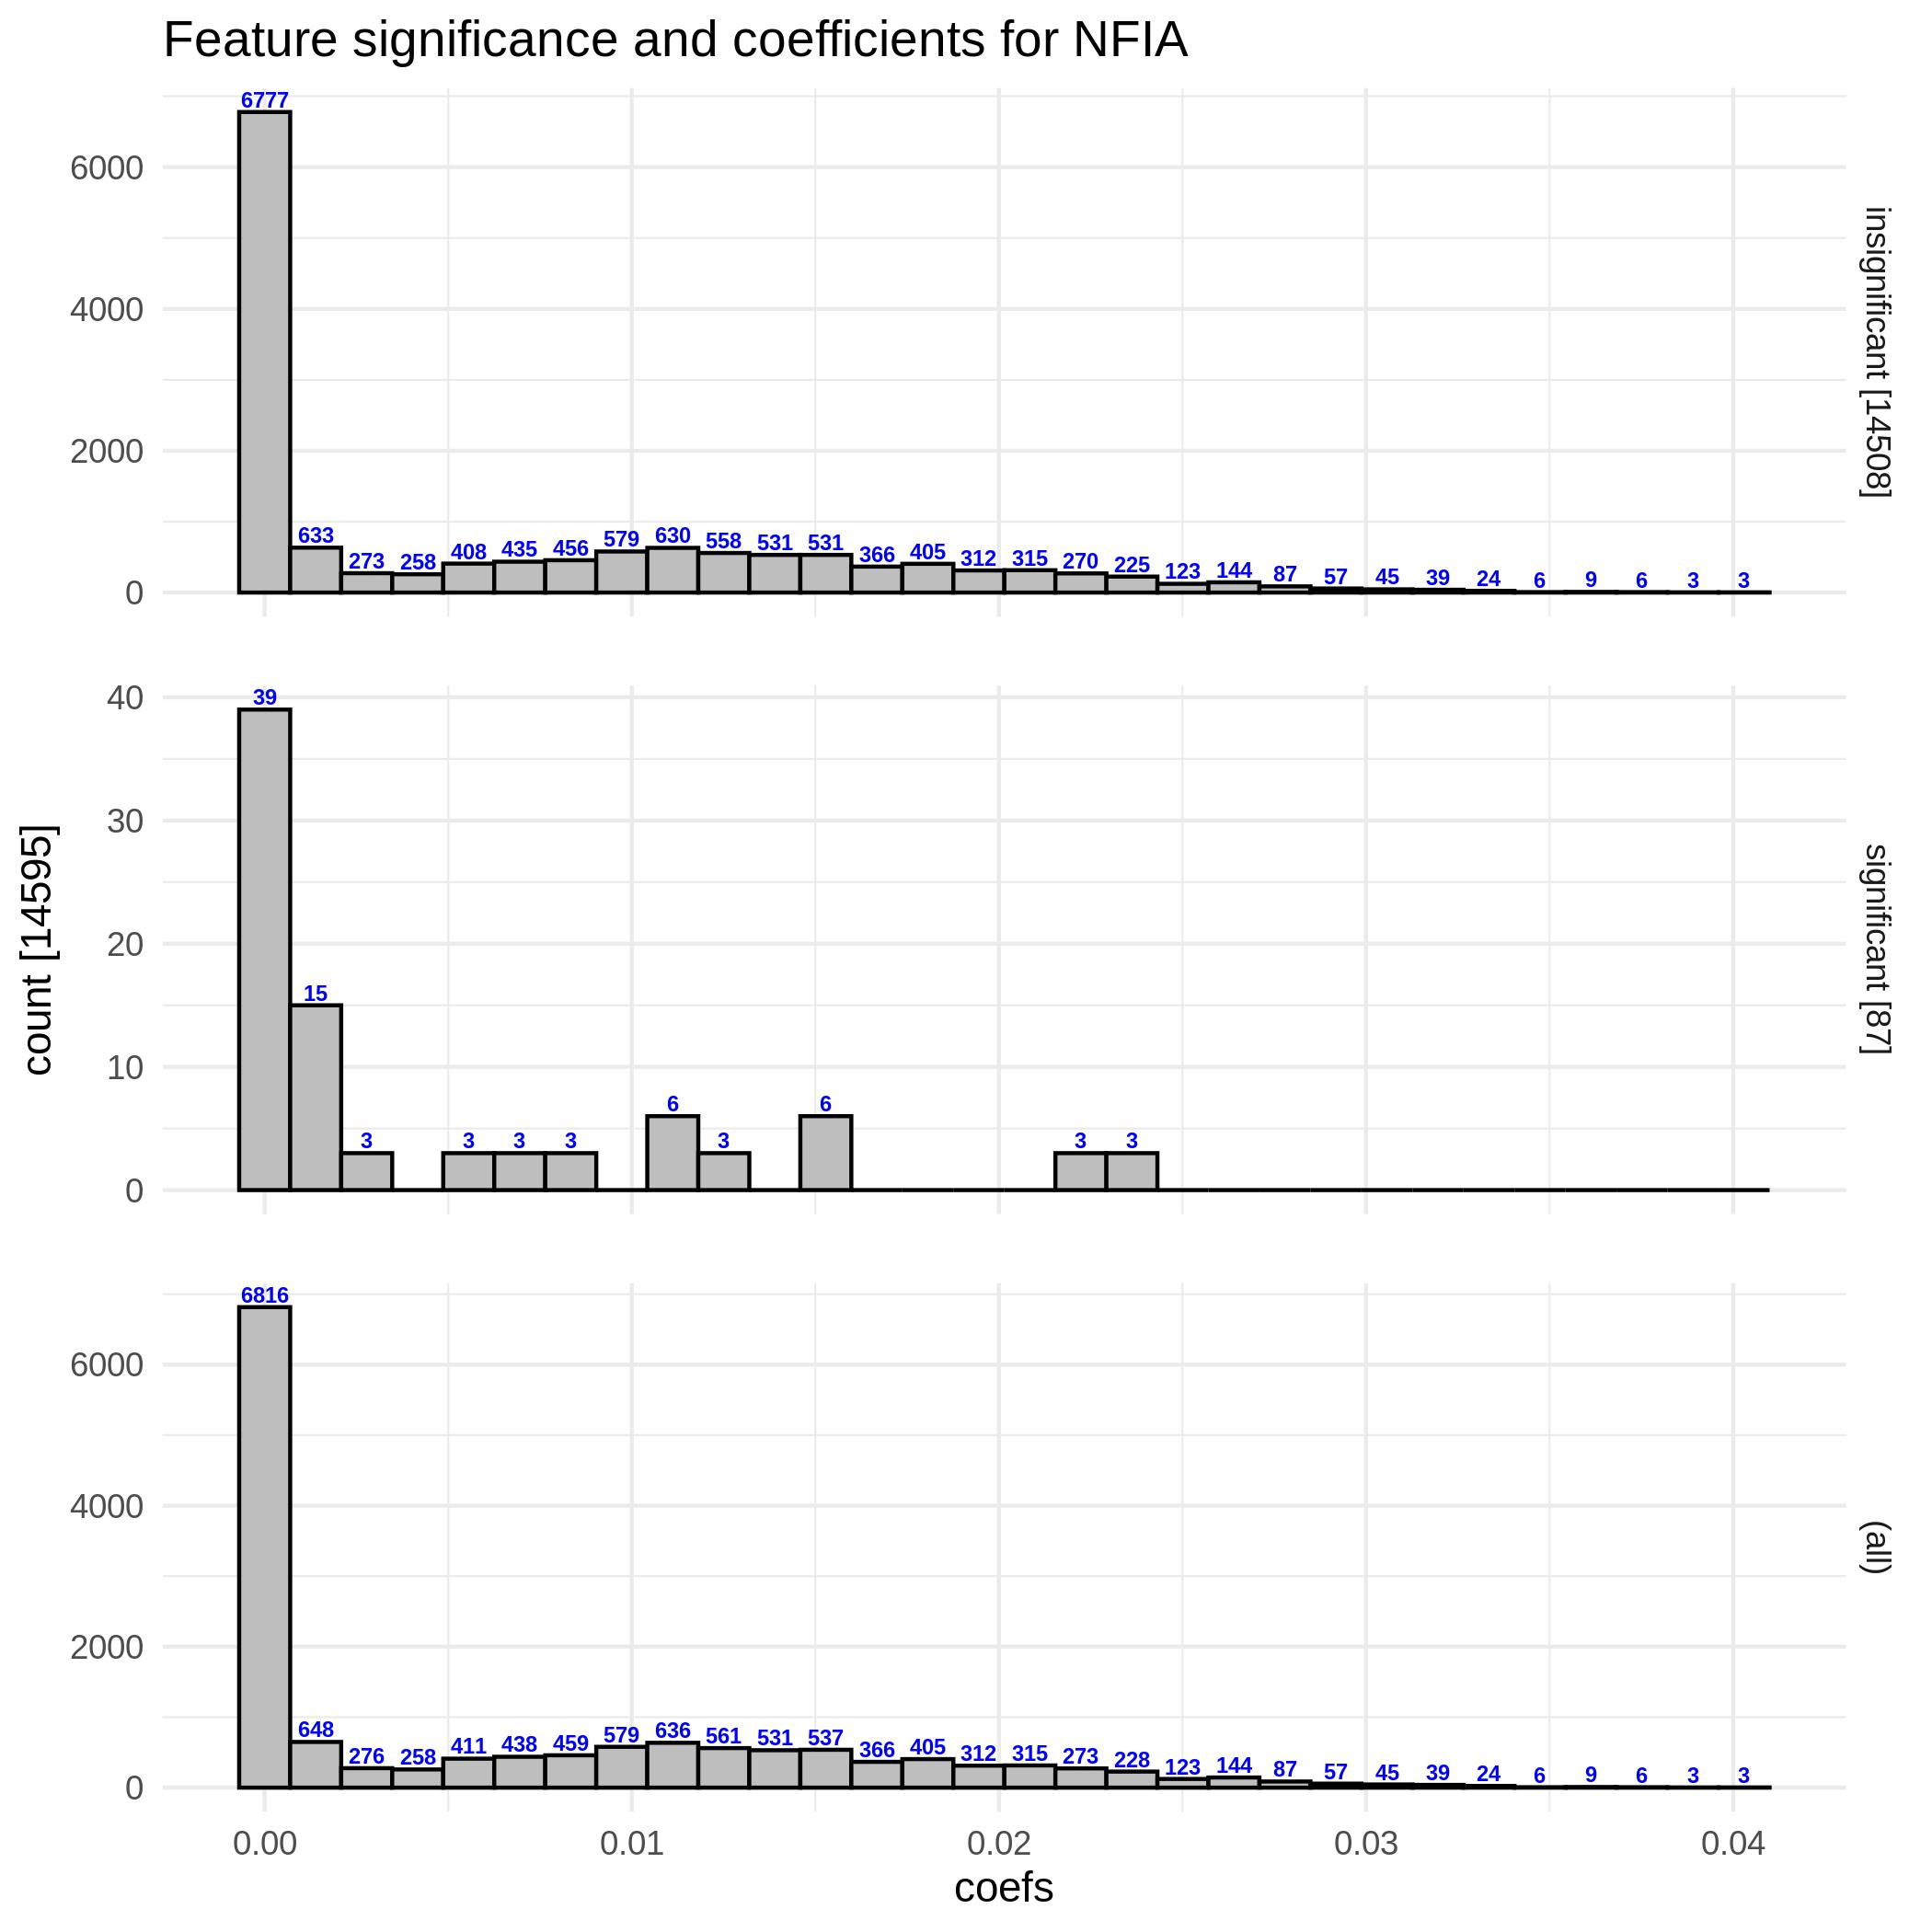 Feature significance and coefficients for NFIA
6777
6000
4000
2000
0
633 273 258 408 435 456 579 630 558 531 531 366 405 312 315 270 225 123 144 87 57 45 39 24 6 9 6 3 3
insignificant [14508]
count [14595]
40
30
20
10
0
39 15 3 3 3 3 6 3 6 3 3
significant [87]
6816
6000
4000
2000
0
648 276 258 411 438 459 579 636 561 531 537 366 405 312 315 273 228 123 144 87 57 45 39 24 6 9 6 3 3
(all)
0.00 0.01 0.02 0.03 0.04
coefs